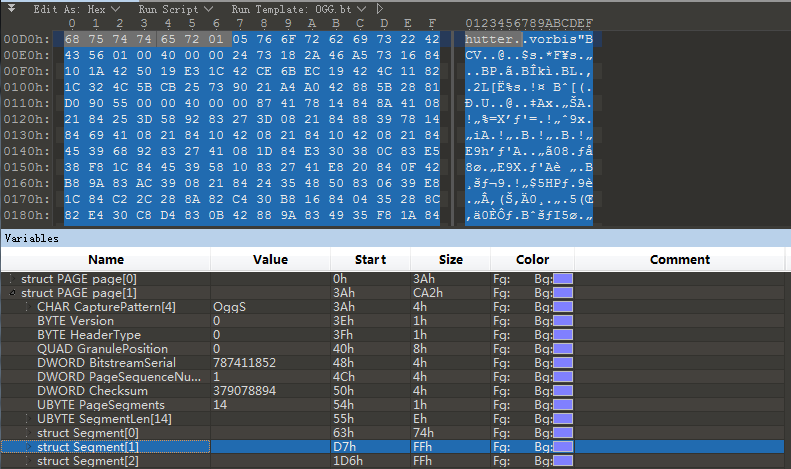 Edit As: Hex Run Script Run Template: OGG.bt
0 1 2 3 4 5 6 7 8 9 A B C D E F 0123456789ABCDEF
00D0h: 68 75 74 74 65 72 01 05 76 6F 72 62 69 73 22 42 hutter..vorbis"B
00E0h: 43 56 01 00 40 00 00 24 73 18 2A 46 A5 73 16 84 CV..@..$s.*F¥s.„
00F0h: 10 1A 42 50 19 E3 1C 42 CE 6B EC 19 42 4C 11 82 ..BP.ã.BÎkì.BL.‚
0100h: 1C 32 4C 5B CB 25 73 90 21 A4 A0 42 88 5B 28 81 .2L[Ë%s.!¤ Bˆ[(.
0110h: D0 90 55 00 00 40 00 00 87 41 78 14 84 8A 41 08 Ð.U..@..‡Ax.„ŠA.
0120h: 21 84 25 3D 58 92 83 27 3D 08 21 84 88 39 78 14 !„%=X’ƒ'=.!„ˆ9x.
0130h: 84 69 41 08 21 84 10 42 08 21 84 10 42 08 21 84 „iA.!„.B.!„.B.!„
0140h: 45 39 68 92 83 27 41 08 1D 84 E3 30 38 0C 83 E5 E9h’ƒ'A..„ã08.ƒå
0150h: 38 F8 1C 84 45 39 58 10 83 27 41 E8 20 84 0F 42 8ø.„E9X.ƒ'Aè „.B
0160h: B8 9A 83 AC 39 08 21 84 24 35 48 50 83 06 39 E8 ¸šƒ¬9.!„$5HPƒ.9è
0170h: 1C 84 C2 C2 28 8A 82 C4 30 B8 16 84 04 35 28 8C .„Â‚(Š‚Ä0¸.„.5(Œ
0180h: 82 E4 30 C8 D4 83 0B 42 88 9A 83 49 35 F8 1A 84 ‚ä0ÈÔƒ.BˆšƒI5ø.„
Variables
Name Value Start Size Color Comment
struct PAGE page[0] 0h 3Ah Fg: Bg:
struct PAGE page[1] 3Ah CA2h Fg: Bg:
CHAR CapturePattern[4] OggS 3Ah 4h Fg: Bg:
BYTE Version 0 3Eh 1h Fg: Bg:
BYTE HeaderType 0 3Fh 1h Fg: Bg:
QUAD GranulePosition 0 40h 8h Fg: Bg:
DWORD BitstreamSerial 787411852 48h 4h Fg: Bg:
DWORD PageSequenceNu... 1 4Ch 4h Fg: Bg:
DWORD Checksum 379078894 50h 4h Fg: Bg:
UBYTE PageSegments 14 54h 1h Fg: Bg:
UBYTE SegmentLen[14] 55h Eh Fg: Bg:
struct Segment[0] 63h 74h Fg: Bg:
struct Segment[1] D7h FFh Fg: Bg:
struct Segment[2] 1D6h FFh Fg: Bg: